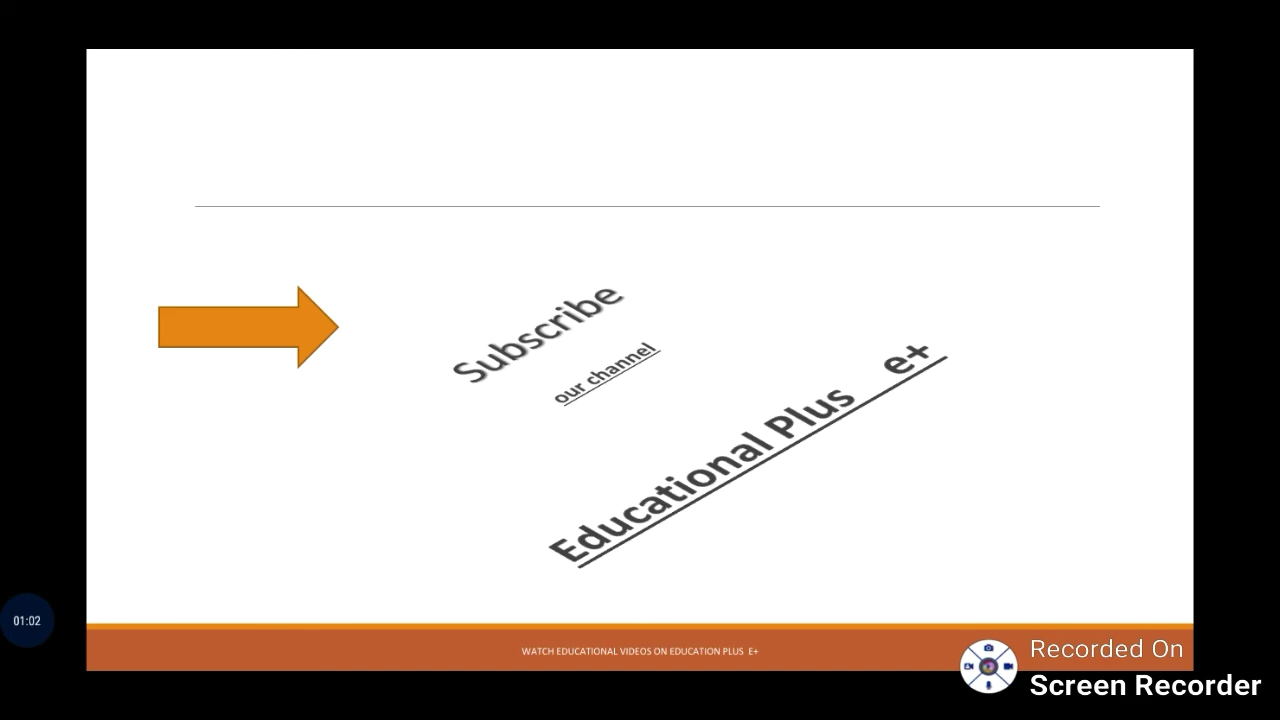 Subscribe
our channel
Educational Plus e+
01:02
WATCH EDUCATIONAL VIDEOS ON EDUCATION PLUS E+
Recorded On
Screen Recorder